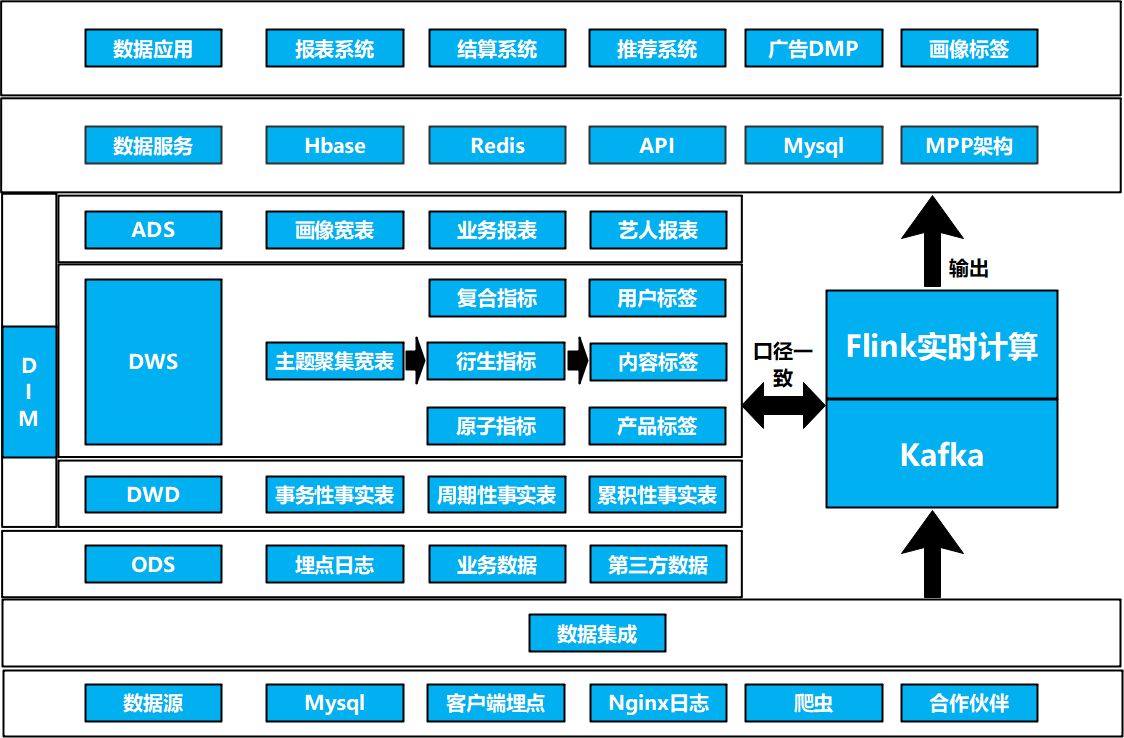 数据应用
报表系统
结算系统
推荐系统
广告DMP
画像标签
数据服务
Hbase
Redis
API
Mysql
MPP架构
ADS
画像宽表
业务报表
艺人报表
DIM
DWS
主题聚集宽表
复合指标
衍生指标
原子指标
用户标签
内容标签
产品标签
DWD
事务性事实表
周期性事实表
累积性事实表
ODS
埋点日志
业务数据
第三方数据
口径一
致
输出
Flink实时计算
Kafka
数据集成
数据源
Mysql
客户端埋点
Nginx日志
爬虫
合作伙伴